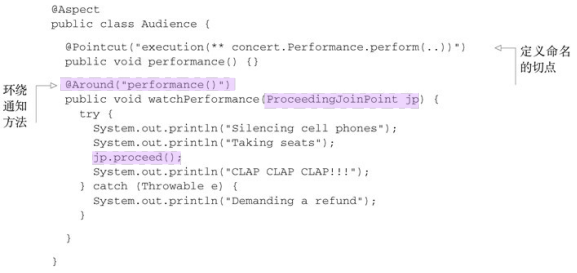 @Aspect
public class Audience {
@Pointcut("execution(** concert.Performance.perform(..))")
public void performance() {}
定义命名
的切点
@Around("performance()")
环绕
通知
方法
public void watchPerformance(ProceedingJoinPoint jp) {
try {
System.out.println("Silencing cell phones");
System.out.println("Taking seats");
jp.proceed();
System.out.println("CLAP CLAP CLAP!!!");
} catch (Throwable e) {
System.out.println("Demanding a refund");
}
}
}